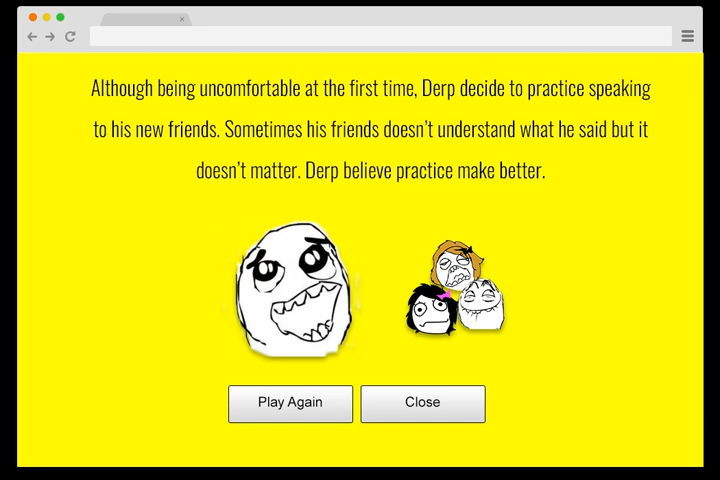 Although being uncomfortable at the first time, Derp decide to practice speaking
to his new friends. Sometimes his friends doesn't understand what he said but it
doesn't matter. Derp believe practice make better.
Play Again
Close